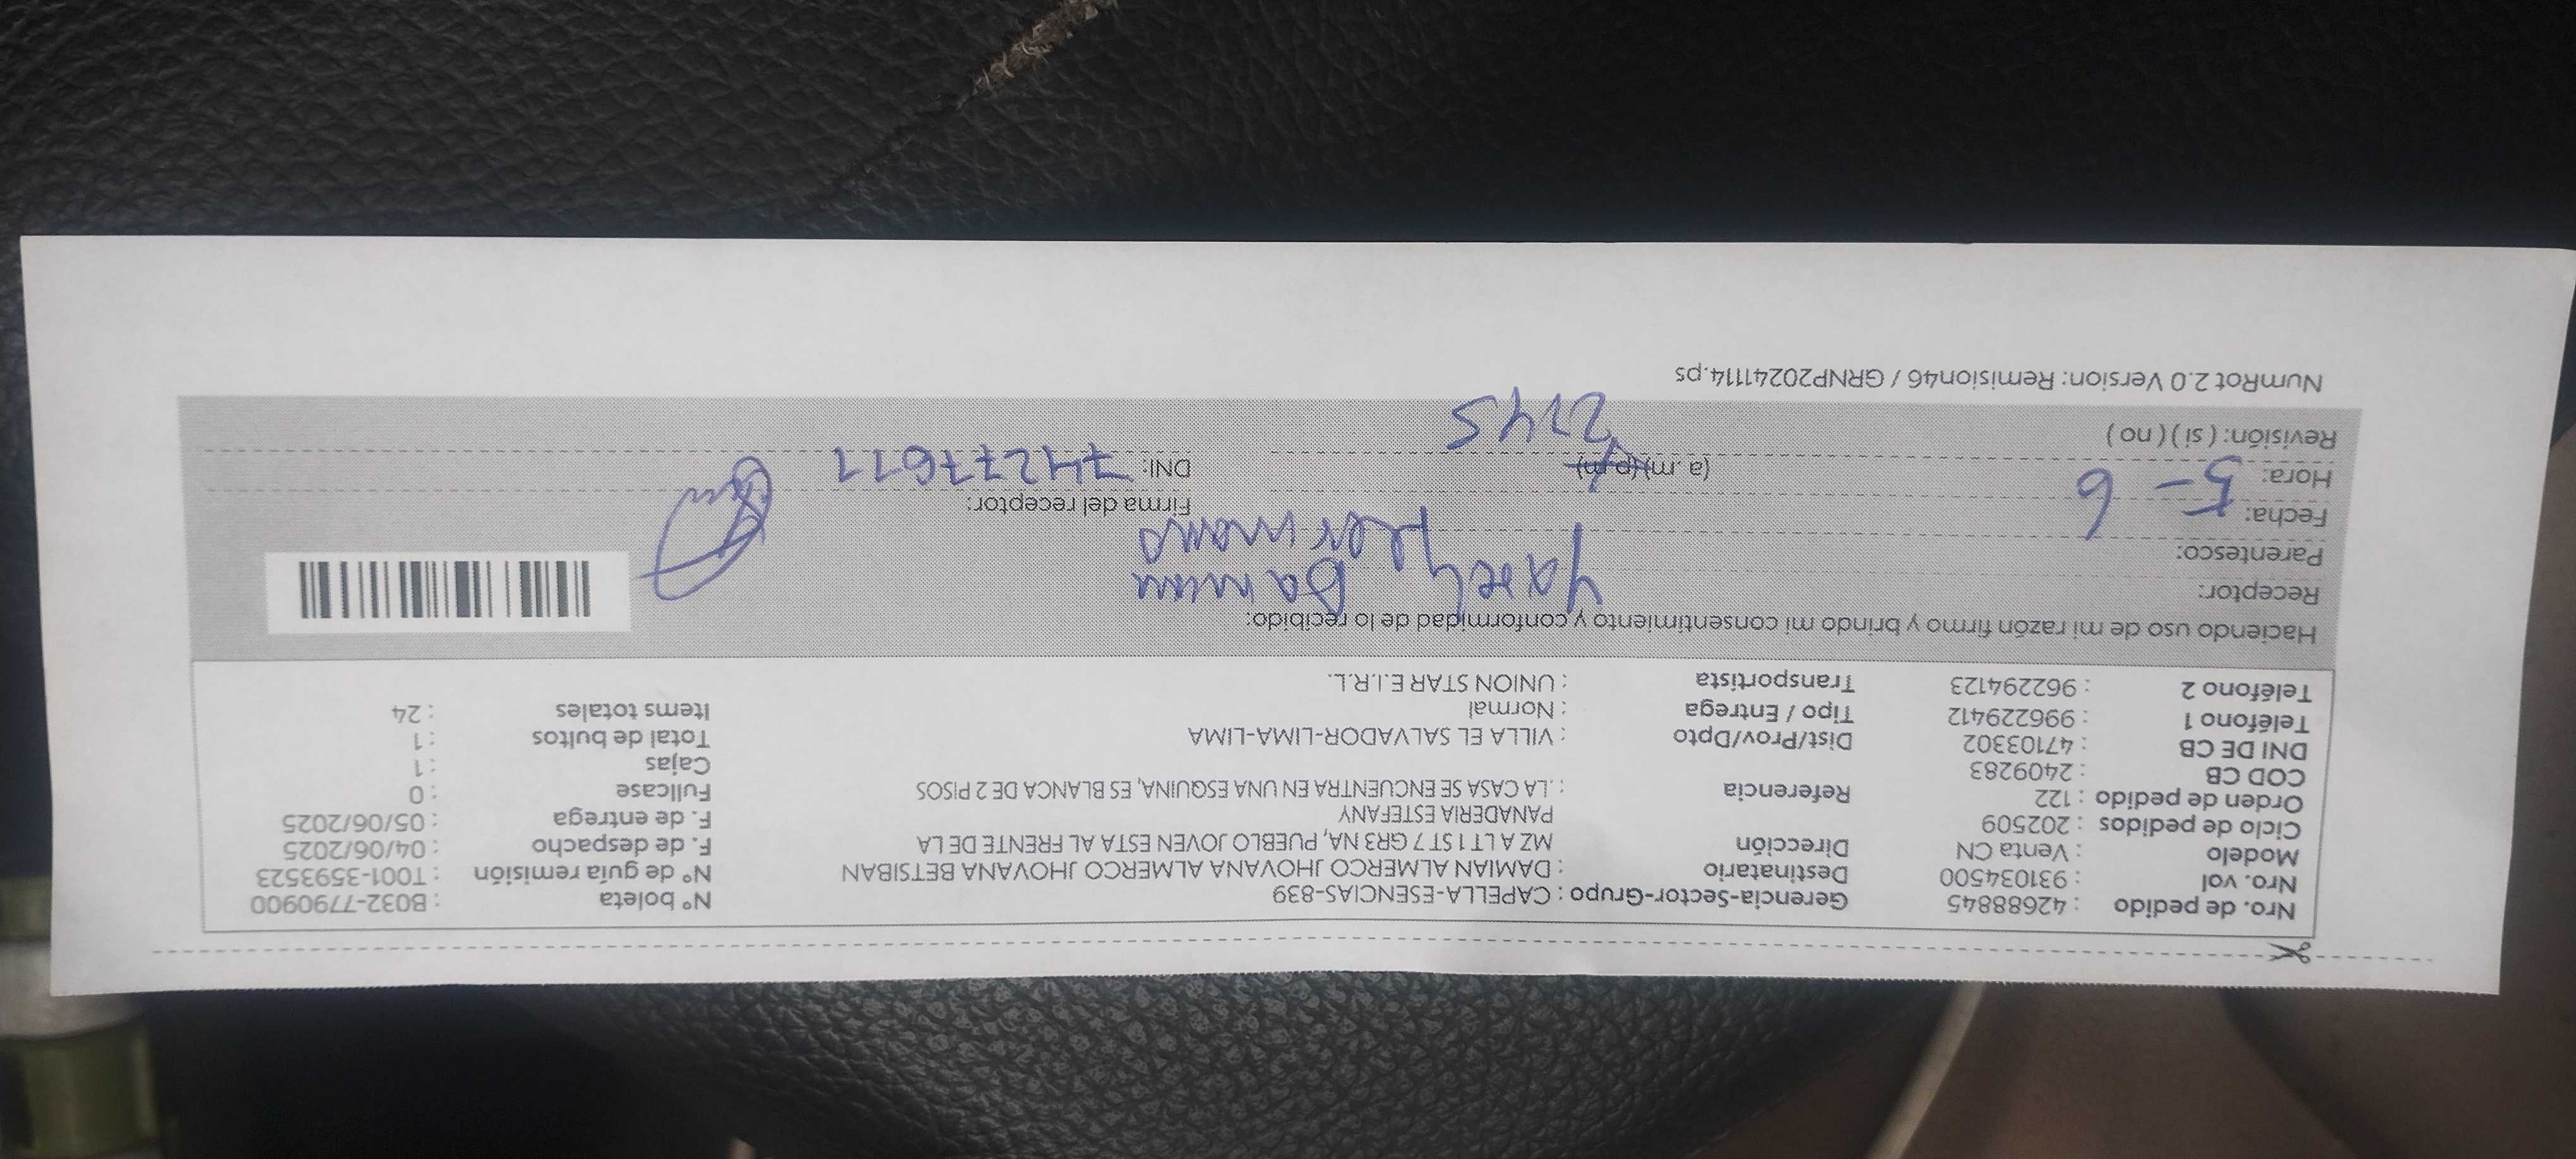 Nro. de pedido : 42688845 Gerencia-Sector-Grupo : CAPELLA-ESENCIAS-839 N° boleta : B032-7790900
Nro. vol : 931034500 Destinatario : DAMIAN ALMERCO JHOVANA ALMERCO JHOVANA BETSIBAN N° de guía remisión : T001-3593523
Modelo : Venta CN Dirección MZ A LT 1 ST 7 GR3 NA, PUEBLO JOVEN ESTA AL FRENTE DE LA F. de despacho : 04/06/2025
Ciclo de pedidos : 202509 PANADERIA ESTEFANY F. de entrega : 05/06/2025
Orden de pedido : 122 Referencia : .LA CASA SE ENCUENTRA EN UNA ESQUINA, ES BLANCA DE 2 PISOS Fullcase : 0
COD CB : 2409283 Cajas : 1
DNI DE CB : 47103302 Dist/Prov/Dpto : VILLA EL SALVADOR-LIMA-LIMA Total de bultos : 1
Teléfono 1 : 996229412 Tipo / Entrega : Normal Items totales : 24
Teléfono 2 : 962294123 Transportista : UNION STAR E.I.R.L.
Haciendo uso de mi razón firmo y brindo mi consentimiento y conformidad de lo recibido:
Receptor: Damian
Parentesco: hermano
Fecha: 5-6 Firma del receptor:
Hora: (a .m)(p.m) DNI: 74277611
Revisión: ( si ) ( no ) 2145
NumRot 2.0 Version: Remision46 / GRNP20241114.ps